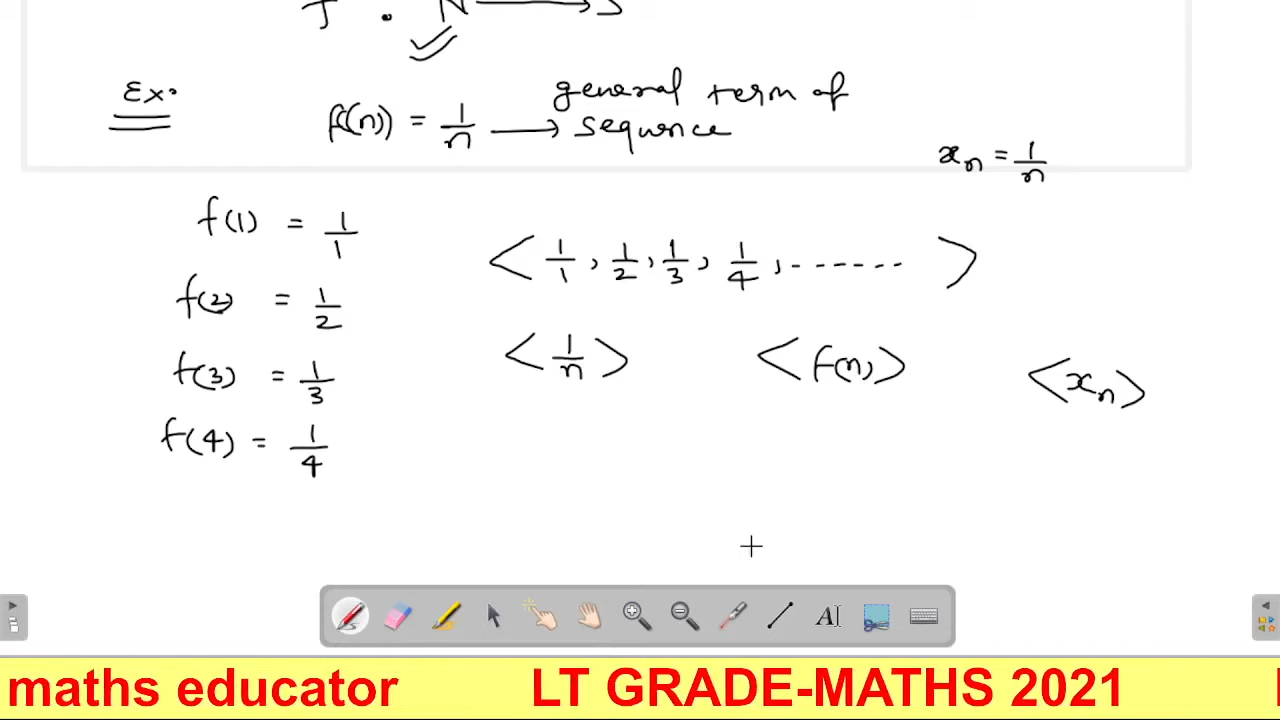 f : N → S
Ex:
f(n) = 1/n → general term of
sequence
x_n = 1/n
f(1) = 1/1
< 1/1, 1/2, 1/3, 1/4, ....... >
f(2) = 1/2
< 1/n > < f(n) > < x_n >
f(3) = 1/3
f(4) = 1/4
maths educator LT GRADE-MATHS 2021